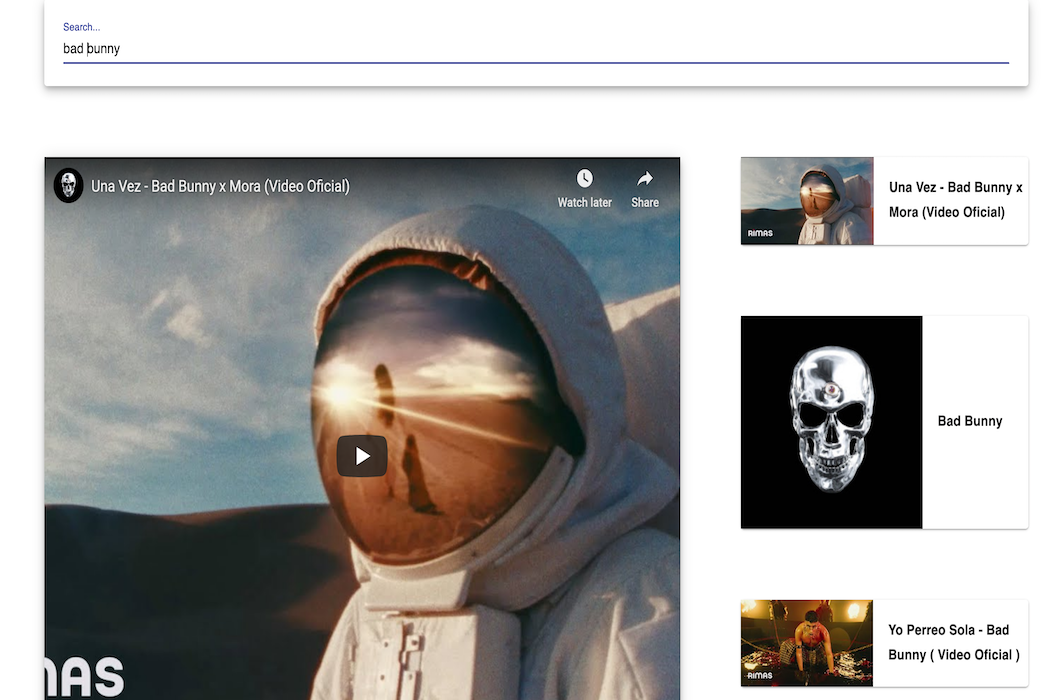 Search...
bad bunny
Una Vez - Bad Bunny x Mora (Video Oficial)
Watch later
Share
Una Vez - Bad Bunny x
Mora (Video Oficial)
RIMAS
Bad Bunny
Yo Perreo Sola - Bad
Bunny ( Video Oficial )
RIMAS
MAS